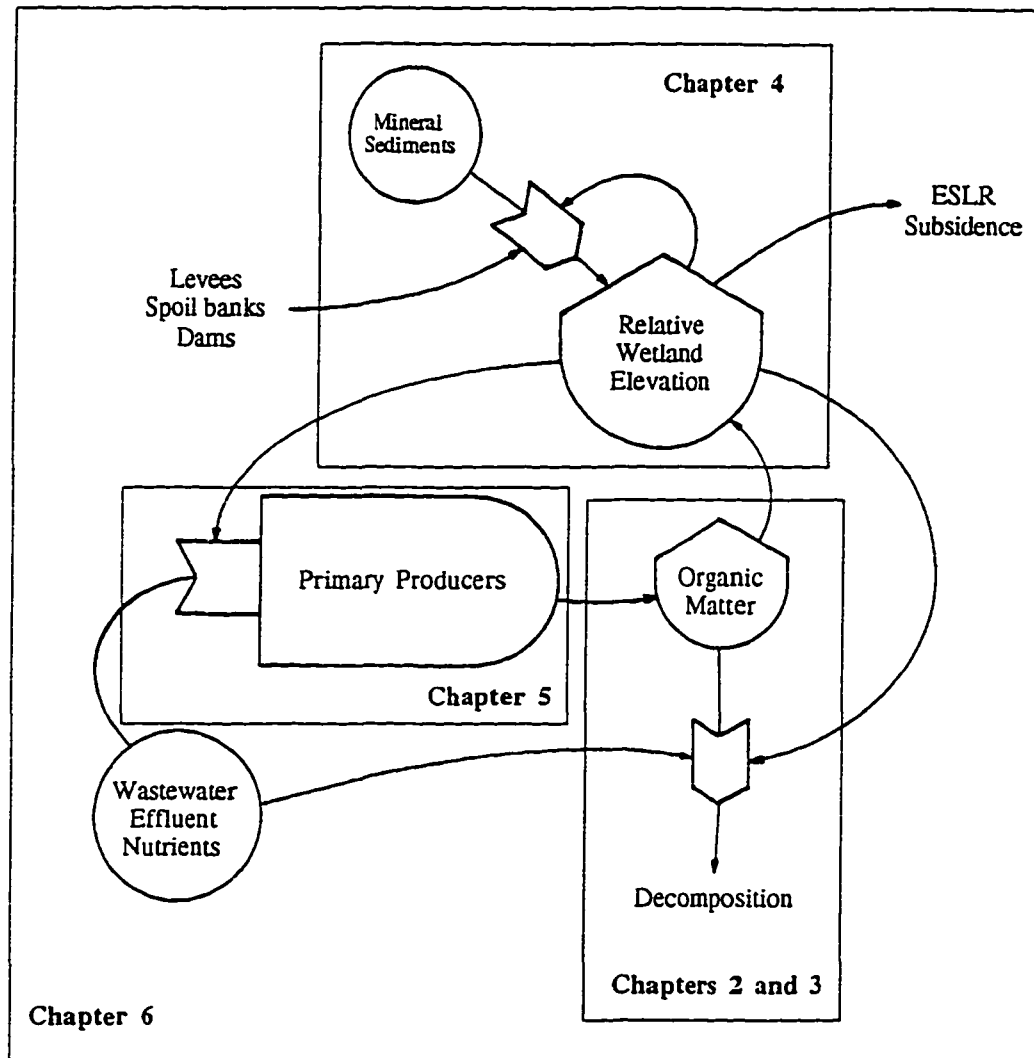 Chapter 4
Mineral
Sediments
ESLR
Subsidence
Levees
Spoil banks
Dams
Relative
Wetland
Elevation
Primary Producers
Organic
Matter
Chapter 5
Wastewater
Effluent
Nutrients
Decomposition
Chapters 2 and 3
Chapter 6